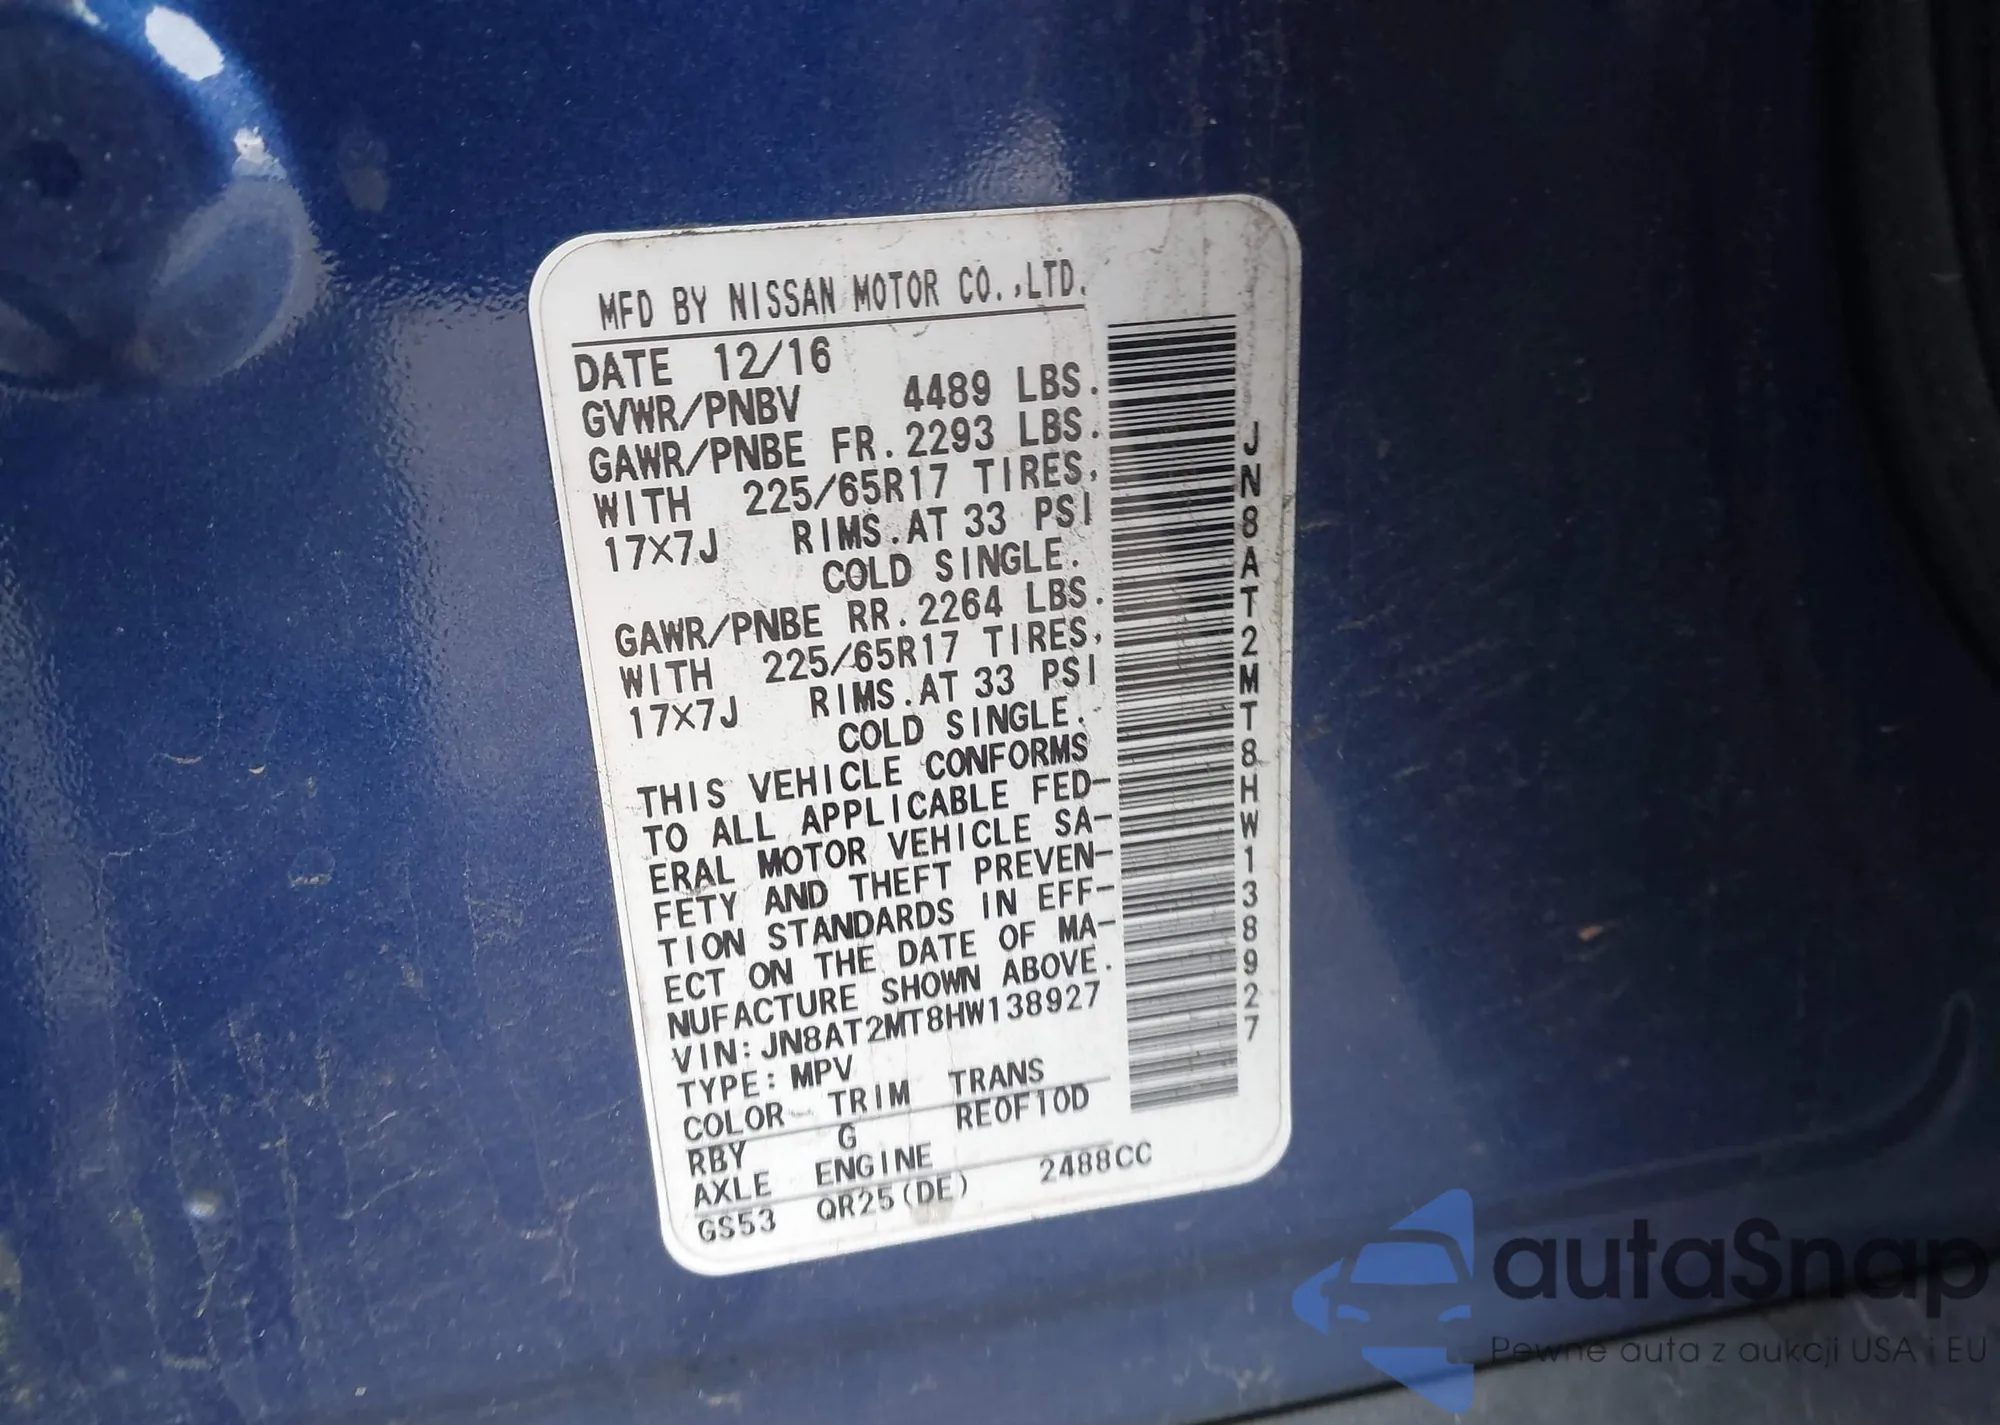 MFD BY NISSAN MOTOR CO.,LTD.
DATE 12/16
GVWR/PNBV 4489 LBS.
GAWR/PNBE FR. 2293 LBS.
WITH 225/65R17 TIRES,
17X7J RIMS.AT 33 PSI
COLD SINGLE.
GAWR/PNBE RR. 2264 LBS.
WITH 225/65R17 TIRES,
17X7J RIMS.AT 33 PSI
COLD SINGLE.
THIS VEHICLE CONFORMS
TO ALL APPLICABLE FED-
ERAL MOTOR VEHICLE SA-
FETY AND THEFT PREVEN-
TION STANDARDS IN EFF-
ECT ON THE DATE OF MA-
NUFACTURE SHOWN ABOVE.
VIN: JN8AT2MT8HW138927
TYPE: MPV
COLOR TRIM TRANS
RBY G RE0F10D
AXLE ENGINE
GS53 QR25(DE) 2488CC
JN8AT2MT8HW138927
autaSnap
Pewne auta z aukcji USA i EU